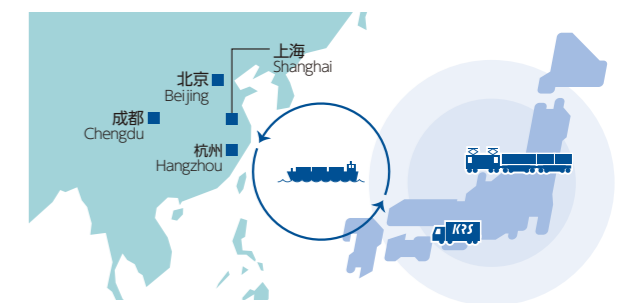 上海
Shanghai
北京
Beijing
成都
Chengdu
杭州
Hangzhou
KRS